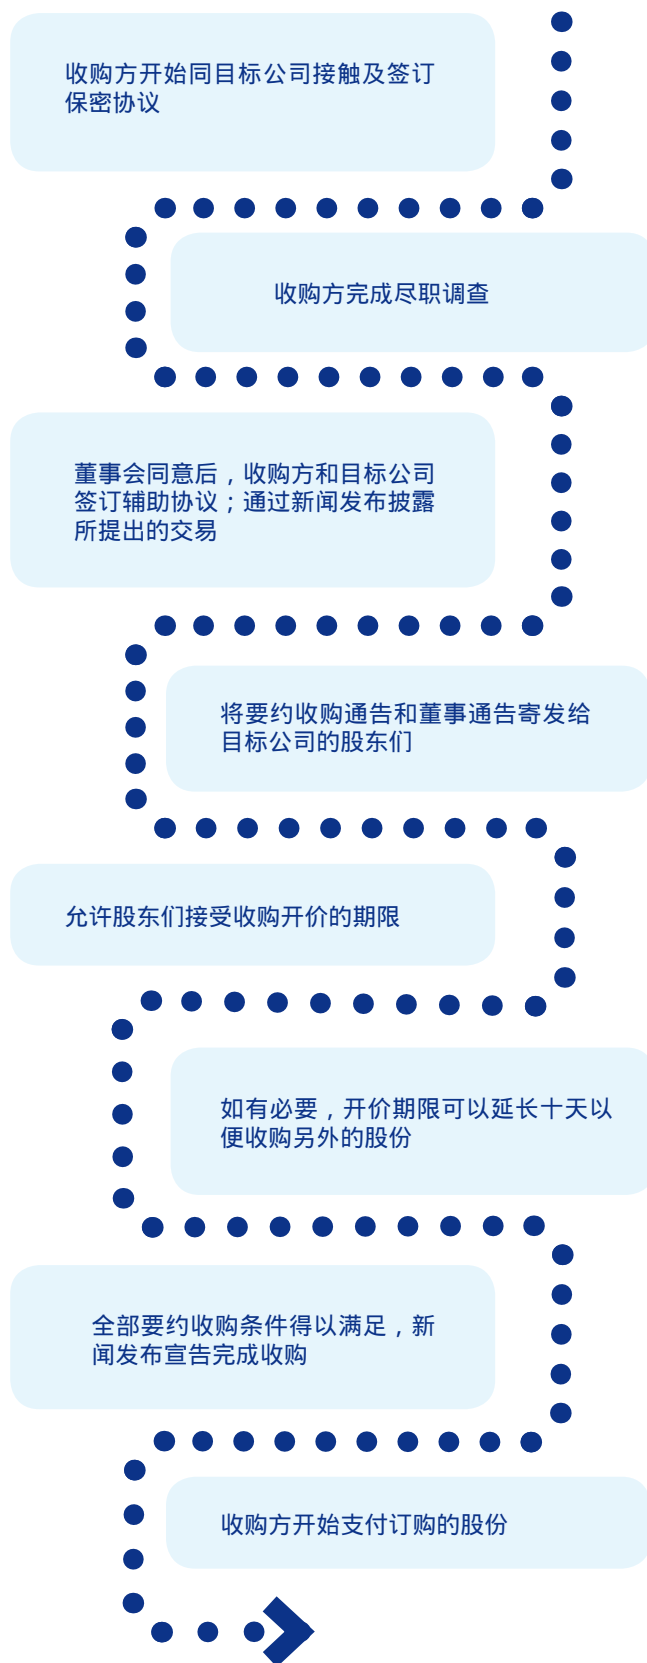 收购方开始同目标公司接触及签订
保密协议
收购方完成尽职调查
董事会同意后，收购方和目标公司
签订辅助协议；通过新闻发布披露
所提出的交易
将要约收购通告和董事通告寄发给
目标公司的股东们
允许股东们接受收购开价的期限
如有必要，开价期限可以延长十天以
便收购另外的股份
全部要约收购条件得以满足，新
闻发布宣告完成收购
收购方开始支付订购的股份